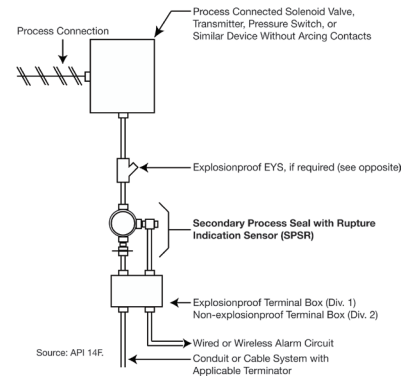 Process Connected Solenoid Valve,
Transmitter, Pressure Switch, or
Similar Device Without Arcing Contacts
Process Connection
Explosionproof EYS, if required (see opposite)
Secondary Process Seal with Rupture
Indication Sensor (SPSR)
Explosionproof Terminal Box (Div. 1)
Non-explosionproof Terminal Box (Div. 2)
Wired or Wireless Alarm Circuit
Source: API 14F.
Conduit or Cable System with
Applicable Terminator